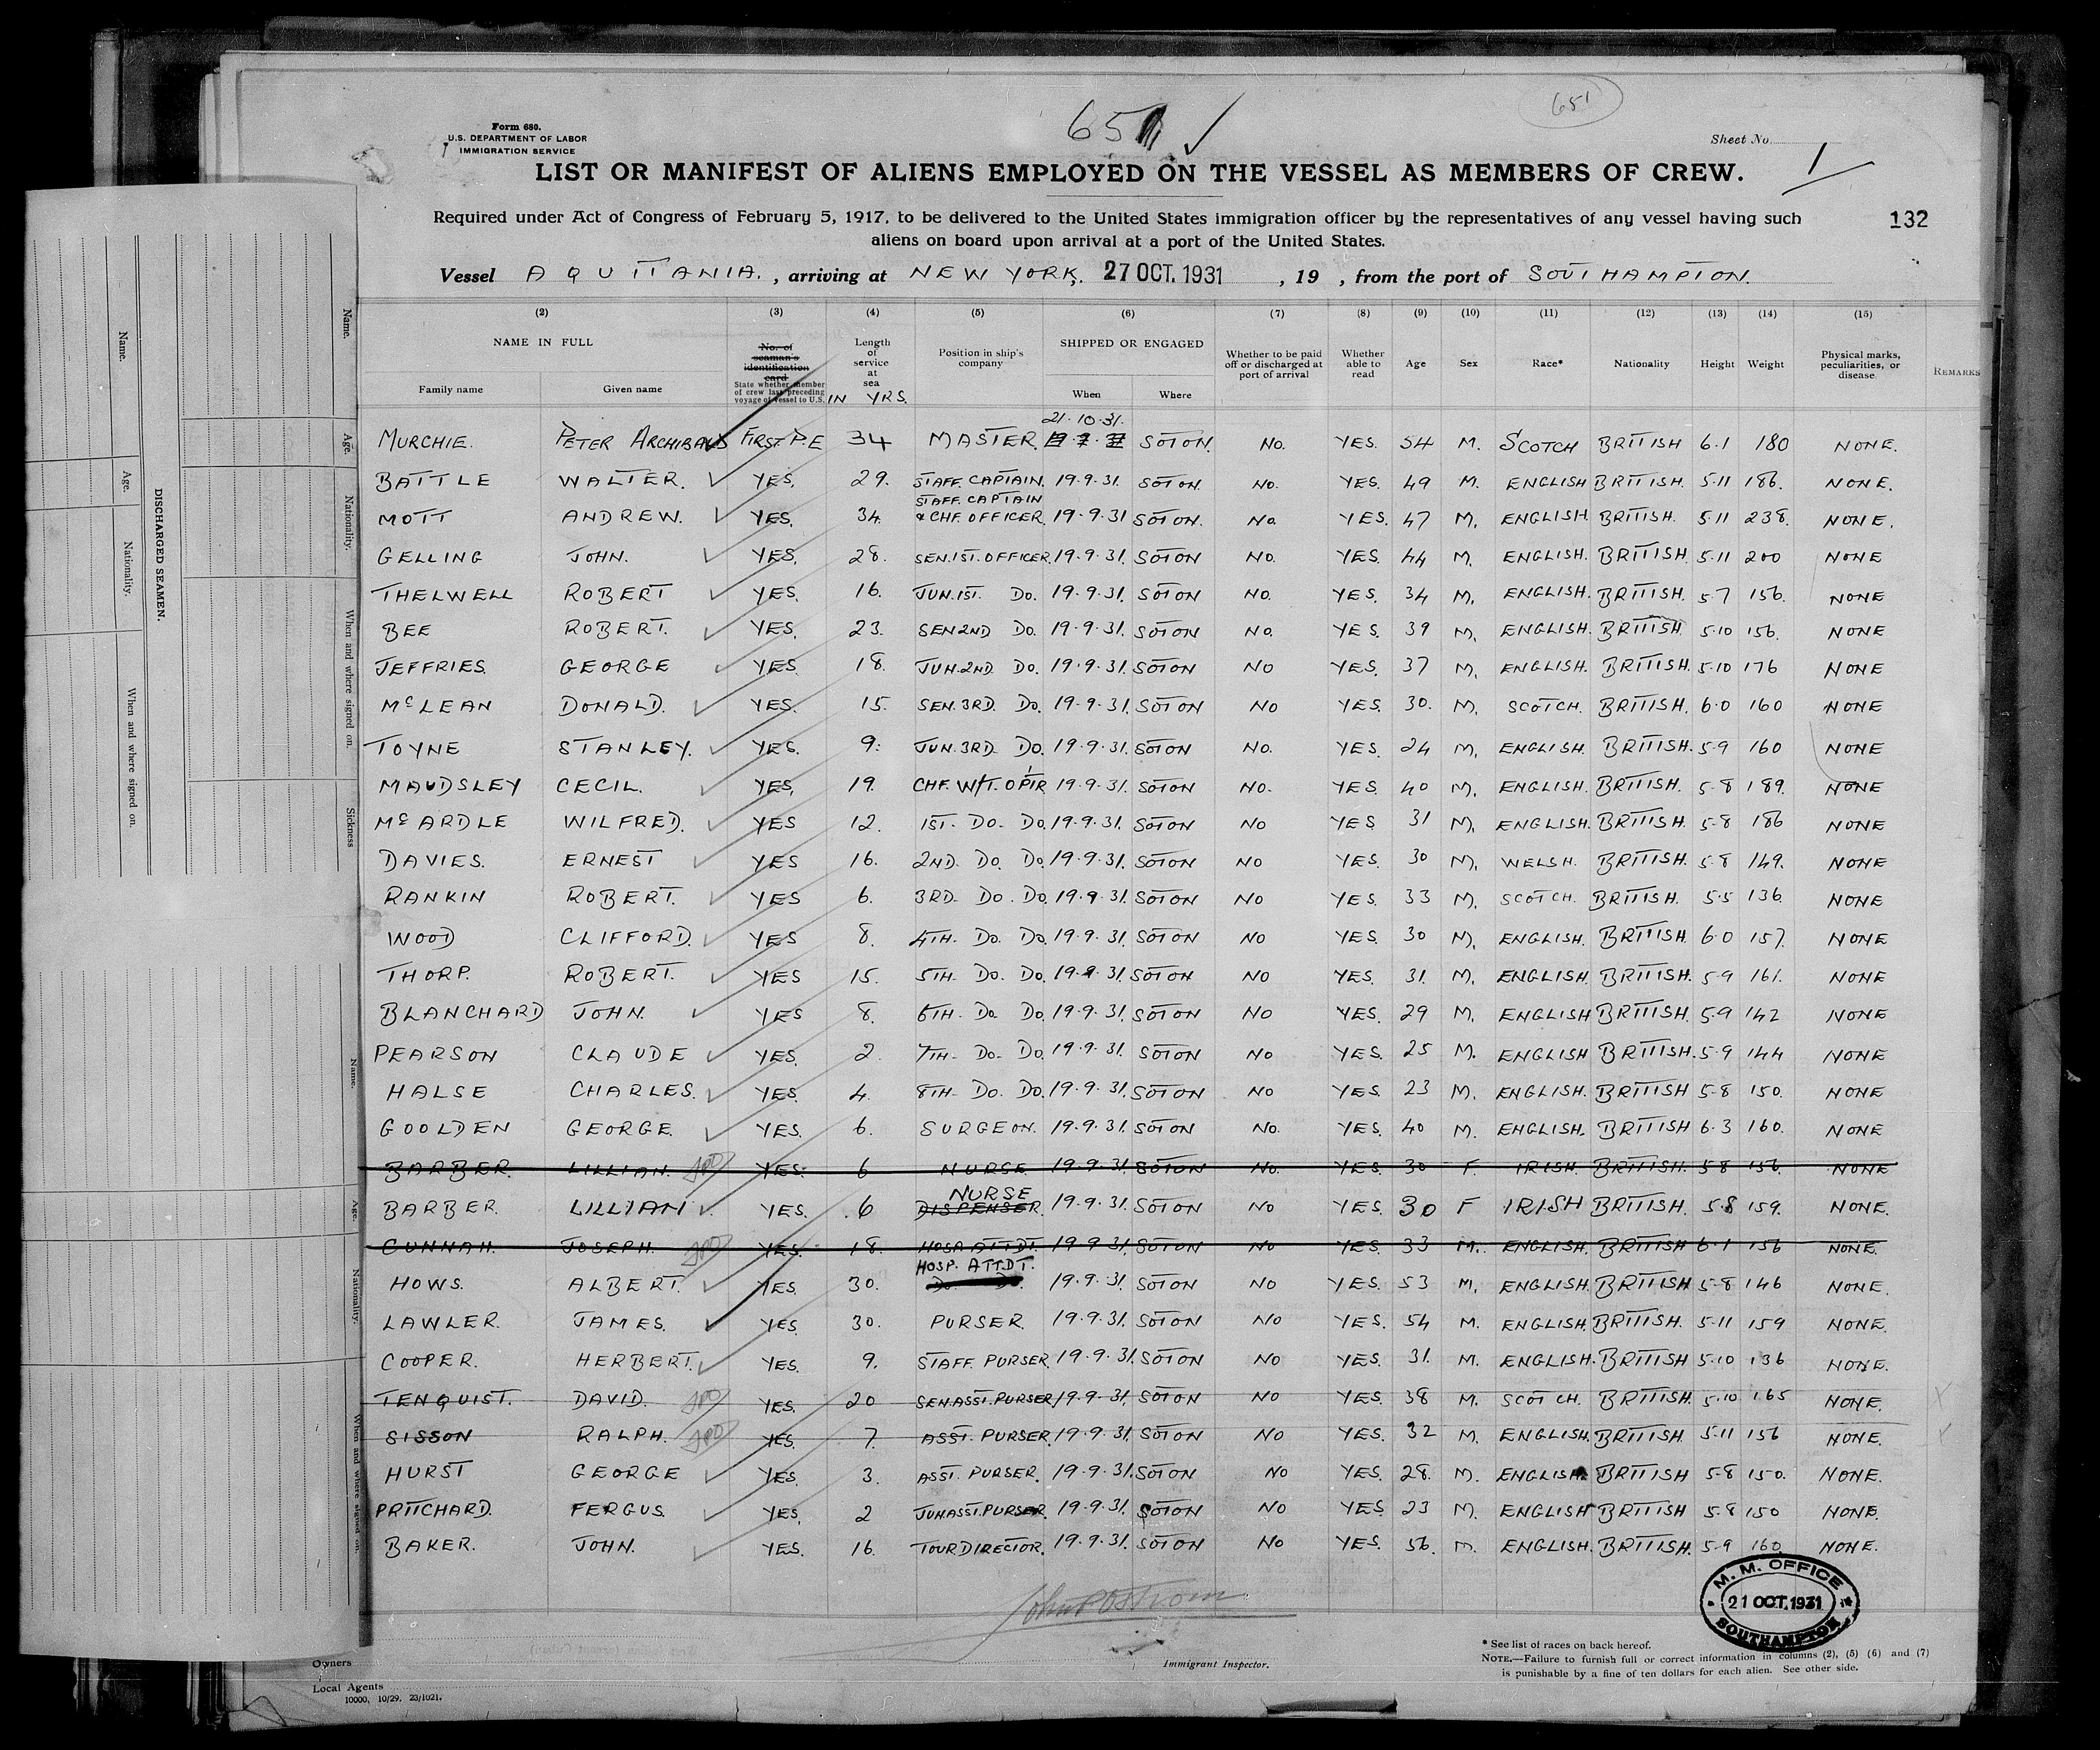 Form 680.
U.S. DEPARTMENT OF LABOR
IMMIGRATION SERVICE
651
Sheet No. 1
LIST OR MANIFEST OF ALIENS EMPLOYED ON THE VESSEL AS MEMBERS OF CREW.
Required under Act of Congress of February 5, 1917, to be delivered to the United States immigration officer by the representatives of any vessel having such
aliens on board upon arrival at a port of the United States.
132
Vessel AQUITANIA. , arriving at NEW YORK, 27 OCT. 1931 , 19 , from the port of SOUTHAMPTON.
(2) (3) (4) (5) (6) (7) (8) (9) (10) (11) (12) (13) (14) (15)
NAME IN FULL
Family name Given name
No. of seaman's identification card
State whether member of crew last preceding voyage of vessel to U.S.
Length of service at sea IN YRS.
Position in ship's company
SHIPPED OR ENGAGED
When Where
Whether to be paid off or discharged at port of arrival
Whether able to read
Age Sex Race* Nationality Height Weight
Physical marks, peculiarities, or disease
REMARKS
21.10.31.
MURCHIE. PETER ARCHIBALD FIRST. P.E 34 MASTER. SOTON. NO. YES. 54 M. SCOTCH BRITISH 6.1 180 NONE.
BATTLE WALTER. YES. 29. STAFF. CAPTAIN. 19.9.31. SOTON. NO. YES. 49 M. ENGLISH BRITISH. 5.11 186. NONE.
STAFF. CAPTAIN
MOTT ANDREW. YES. 34. & CHF. OFFICER. 19.9.31 SOTON. NO. YES. 47 M. ENGLISH. BRITISH. 5.11 238. NONE.
GELLING JOHN. YES. 28. SEN. 1ST. OFFICER. 19.9.31. SOTON NO. YES. 44 M. ENGLISH. BRITISH. 5.11 200 NONE
THELWELL ROBERT YES. 16. JUN. 1ST. DO. 19.9.31. SOTON NO. YES. 34 M. ENGLISH. BRITISH. 5.7 156. NONE
BEE ROBERT. YES. 23. SEN 2ND DO. 19.9.31. SOTON NO. YES. 39 M. ENGLISH. BRITISH. 5.10 156. NONE
JEFFRIES. GEORGE YES 18. JUN. 2ND. DO. 19.9.31. SOTON NO YES. 37 M. ENGLISH. BRITISH. 5.10 176 NONE
McLEAN DONALD. YES. 15. SEN. 3RD. DO. 19.9.31. SOTON NO YES. 30. M. SCOTCH. BRITISH. 6.0 160 NONE
TOYNE STANLEY. YES. 9. JUN. 3RD. DO. 19.9.31. SOTON NO. YES. 24 M. ENGLISH. BRITISH. 5.9 160 NONE
MAUDSLEY CECIL. YES. 19. CHF. W/T. OPTR 19.9.31. SOTON NO. YES. 40 M. ENGLISH. BRITISH. 5.8 189. NONE
McARDLE WILFRED. YES 12. 1ST. DO. DO. 19.9.31. SOTON NO YES 31 M. ENGLISH. BRITISH. 5.8 186 NONE
DAVIES. ERNEST YES 16. 2ND. DO. DO. 19.9.31. SOTON NO YES. 30 M. WELSH. BRITISH. 5.8 149. NONE
RANKIN ROBERT. YES 6. 3RD. DO. DO. 19.9.31. SOTON NO YES. 33 M. SCOTCH. BRITISH. 5.5 136. NONE
WOOD CLIFFORD. YES 8. 4TH. DO. DO. 19.9.31. SOTON NO YES. 30 M. ENGLISH. BRITISH 6.0 157. NONE
THORP. ROBERT. YES 15. 5TH. DO. DO. 19.9.31. SOTON NO YES. 31. M. ENGLISH. BRITISH. 5.9 161. NONE
BLANCHARD JOHN. YES 8. 6TH. DO DO. 19.9.31. SOTON NO YES. 29 M. ENGLISH BRITISH. 5.9 142 NONE
PEARSON CLAUDE YES. 2. 7TH. DO. DO. 19.9.31. SOTON NO YES. 25 M. ENGLISH BRITISH. 5.9 144 NONE
HALSE CHARLES. YES. 4. 8TH. DO. DO. 19.9.31. SOTON NO YES. 23 M. ENGLISH. BRITISH 5.8 150. NONE
GOOLDEN GEORGE. YES. 6. SURGEON. 19.9.31. SOTON NO. YES. 40 M. ENGLISH. BRITISH 6.3 160. NONE
BARBER. LILLIAN. YES. 6 NURSE 19.9.31. SOTON NO. YES. 30 F. IRISH. BRITISH. 5.8 156. NONE
NURSE
BARBER. LILLIAN YES. 6 DISPENSER. 19.9.31. SOTON NO YES. 30 F IRISH BRITISH. 5.8 159. NONE.
CUNNAH. JOSEPH. YES. 18. HOSP. ATTDT. 19.9.31. SOTON NO YES. 33 M. ENGLISH. BRITISH 6.1 156 NONE.
HOSP. ATTDT.
HOWS. ALBERT. YES. 30. DO. DO. 19.9.31. SOTON NO YES. 53 M. ENGLISH. BRITISH 5.8 146 NONE.
LAWLER. JAMES. YES. 30. PURSER. 19.9.31. SOTON NO YES. 54 M. ENGLISH. BRITISH. 5.11 159 NONE.
COOPER. HERBERT. YES. 9. STAFF. PURSER. 19.9.31. SOTON NO YES. 31. M. ENGLISH. BRITISH 5.10 136 NONE.
TENQUIST. DAVID. YES. 20 SEN. ASST. PURSER 19.9.31. SOTON NO YES. 38 M. SCOTCH. BRITISH. 5.10 165 NONE.
SISSON RALPH. YES. 7. ASST. PURSER. 19.9.31. SOTON NO YES. 32 M. ENGLISH. BRITISH. 5.11 156 NONE.
HURST GEORGE YES. 3. ASST. PURSER. 19.9.31. SOTON NO YES. 28. M. ENGLISH. BRITISH 5.8 150. NONE.
PRITCHARD. FERGUS. YES. 2 JUN. ASST. PURSER 19.9.31. SOTON NO YES 23 M. ENGLISH BRITISH 5.8 150 NONE.
BAKER. JOHN. YES. 16. TOUR DIRECTOR. 19.9.31. SOTON NO YES. 56. M. ENGLISH. BRITISH. 5.9 160. NONE.
M. M. OFFICE
21 OCT. 1931
SOUTHAMPTON
Immigrant Inspector.
* See list of races on back hereof.
NOTE.—Failure to furnish full or correct information in columns (2), (5) (6) and (7)
is punishable by a fine of ten dollars for each alien. See other side.
Owners
Local Agents
10000, 10/29. 23/1021.
DISCHARGED SEAMEN.
Name. Age. Nationality. When and where signed on.
Name. Age. Nationality. When and where signed on. Sickness
Name. Age. Nationality. When and where signed on.